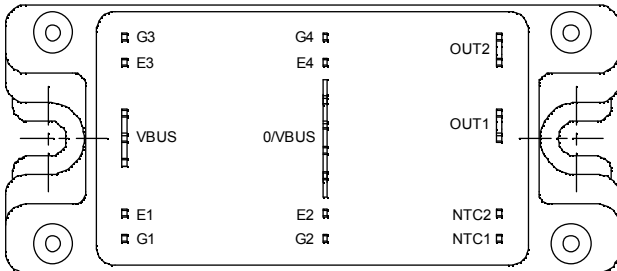 G3 G4
OUT2
E3 E4
OUT1
VBUS 0/VBUS
E1 E2 NTC2
G1 G2 NTC1